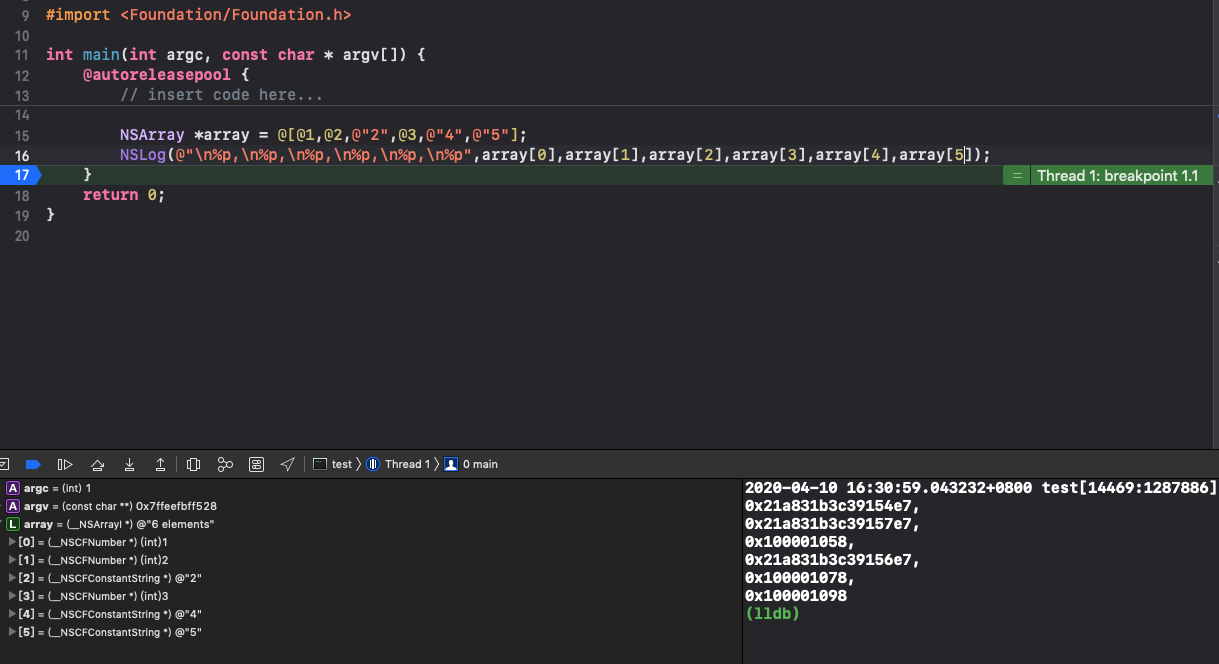 9 #import <Foundation/Foundation.h>
10
11 int main(int argc, const char * argv[]) {
12     @autoreleasepool {
13         // insert code here...
14
15         NSArray *array = @[@1,@2,@"2",@3,@"4",@"5"];
16         NSLog(@"\n%p,\n%p,\n%p,\n%p,\n%p,\n%p",array[0],array[1],array[2],array[3],array[4],array[5]);
17     } = Thread 1: breakpoint 1.1
18     return 0;
19 }
20
test 〉 Thread 1 〉 0 main
A argc = (int) 1
A argv = (const char **) 0x7ffeefbff528
L array = (__NSArrayI *) @"6 elements"
[0] = (__NSCFNumber *) (int)1
[1] = (__NSCFNumber *) (int)2
[2] = (__NSCFConstantString *) @"2"
[3] = (__NSCFNumber *) (int)3
[4] = (__NSCFConstantString *) @"4"
[5] = (__NSCFConstantString *) @"5"
2020-04-10 16:30:59.043232+0800 test[14469:1287886]
0x21a831b3c39154e7,
0x21a831b3c39157e7,
0x100001058,
0x21a831b3c39156e7,
0x100001078,
0x100001098
(lldb)